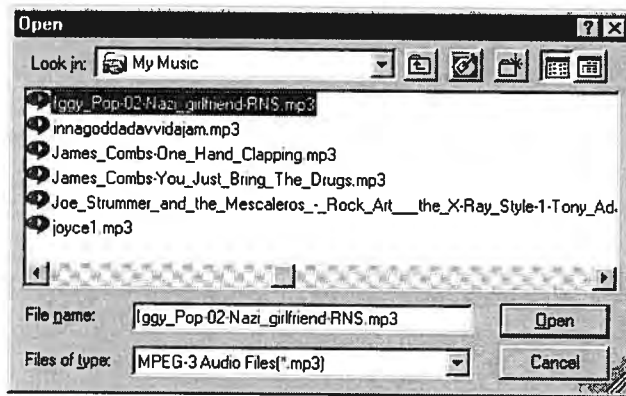 Open
Look in: My Music
Iggy_Pop-02-Nazi_girlfriend-RNS.mp3
innagoddadavvidajam.mp3
James_Combs-One_Hand_Clapping.mp3
James_Combs-You_Just_Bring_The_Drugs.mp3
Joe_Strummer_and_the_Mescaleros_-_Rock_Art___the_X-Ray_Style-1-Tony_Ad.
joyce1.mp3
File name: Iggy_Pop-02-Nazi_girlfriend-RNS.mp3 Open
Files of type: MPEG-3 Audio Files(*.mp3) Cancel